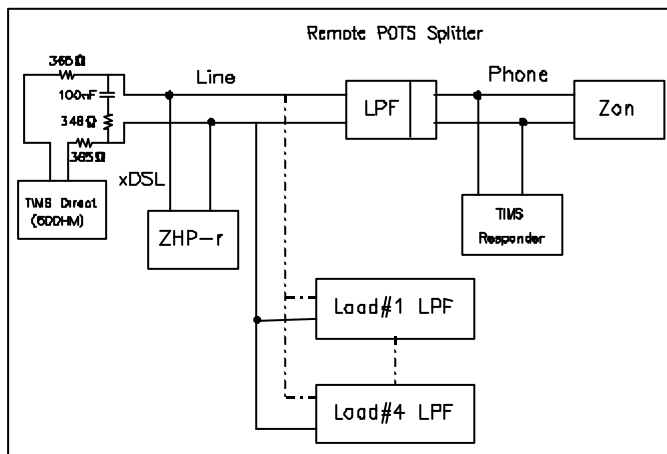 Remote POTS Splitter
365Ω
100nF
348Ω
365Ω
TIMS Direct
(600HM)
Line
xDSL
ZHP-r
LPF
Phone
Zon
TIMS
Responder
Load#1 LPF
Load#4 LPF